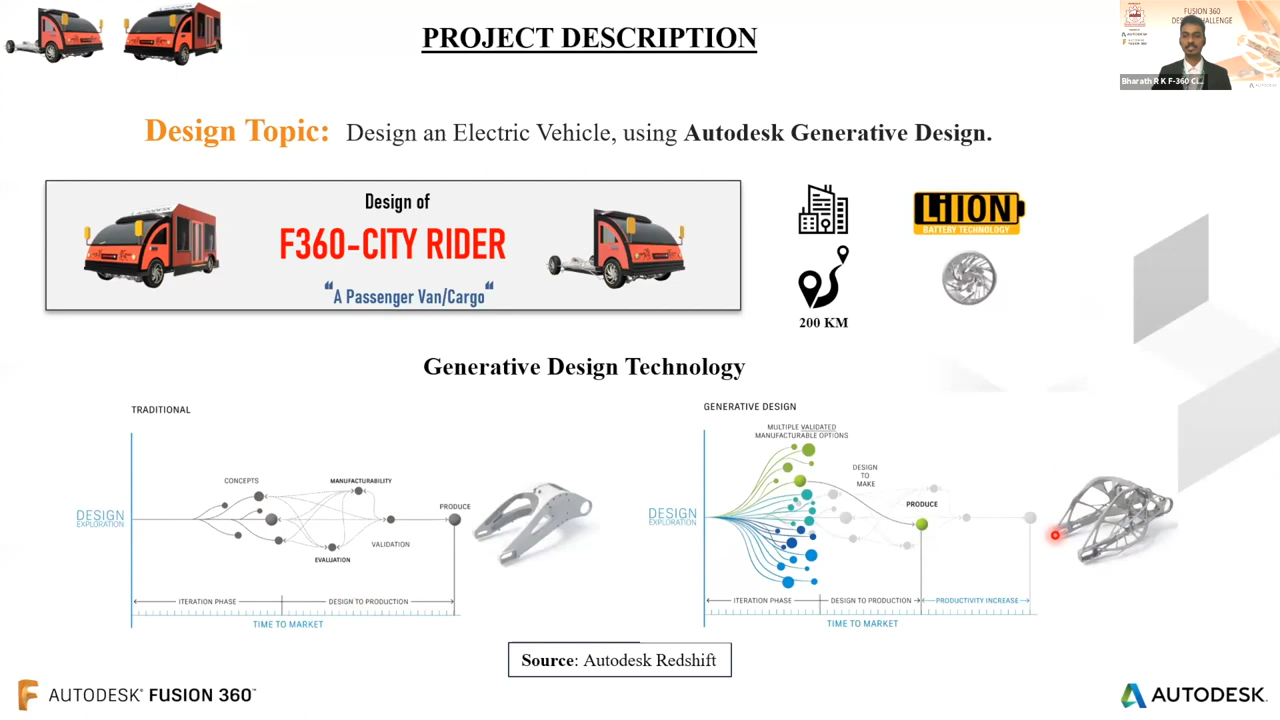 PROJECT DESCRIPTION
FUSION 360
Bharath R K F-360 Ci...
AUTODESK
Design Topic: Design an Electric Vehicle, using Autodesk Generative Design.
Design of
F360-CITY RIDER
“A Passenger Van/Cargo“
LiION
BATTERY TECHNOLOGY
200 KM
Generative Design Technology
TRADITIONAL
CONCEPTS
MANUFACTURABILITY
PRODUCE
DESIGN
EXPLORATION
VALIDATION
EVALUATION
ITERATION PHASE
DESIGN TO PRODUCTION
TIME TO MARKET
GENERATIVE DESIGN
MULTIPLE VALIDATED
MANUFACTURABLE OPTIONS
DESIGN
TO
MAKE
PRODUCE
DESIGN
EXPLORATION
ITERATION PHASE
DESIGN TO PRODUCTION
PRODUCTIVITY INCREASE
TIME TO MARKET
Source: Autodesk Redshift
AUTODESK® FUSION 360™
AUTODESK.